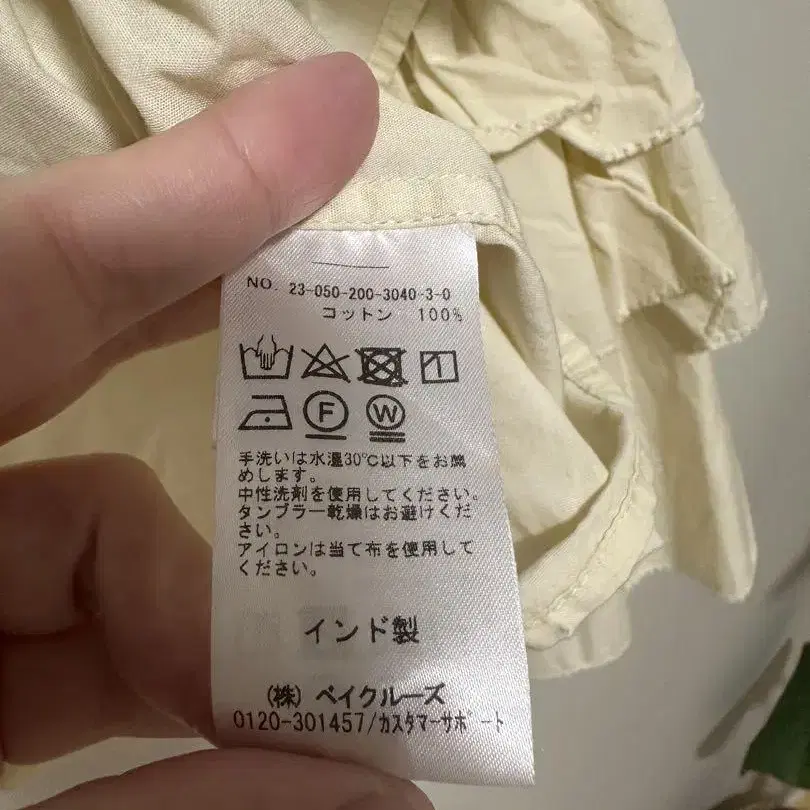 NO. 23-050-200-3040-3-0
コットン 100%
F W
手洗いは水温30℃以下をお薦
めします。
中性洗剤を使用してください。
タンブラー乾燥はお避けくだ
さい。
アイロンは当て布を使用して
ください。
インド製
(株) ベイクルーズ
0120-301457/カスタマーサポート